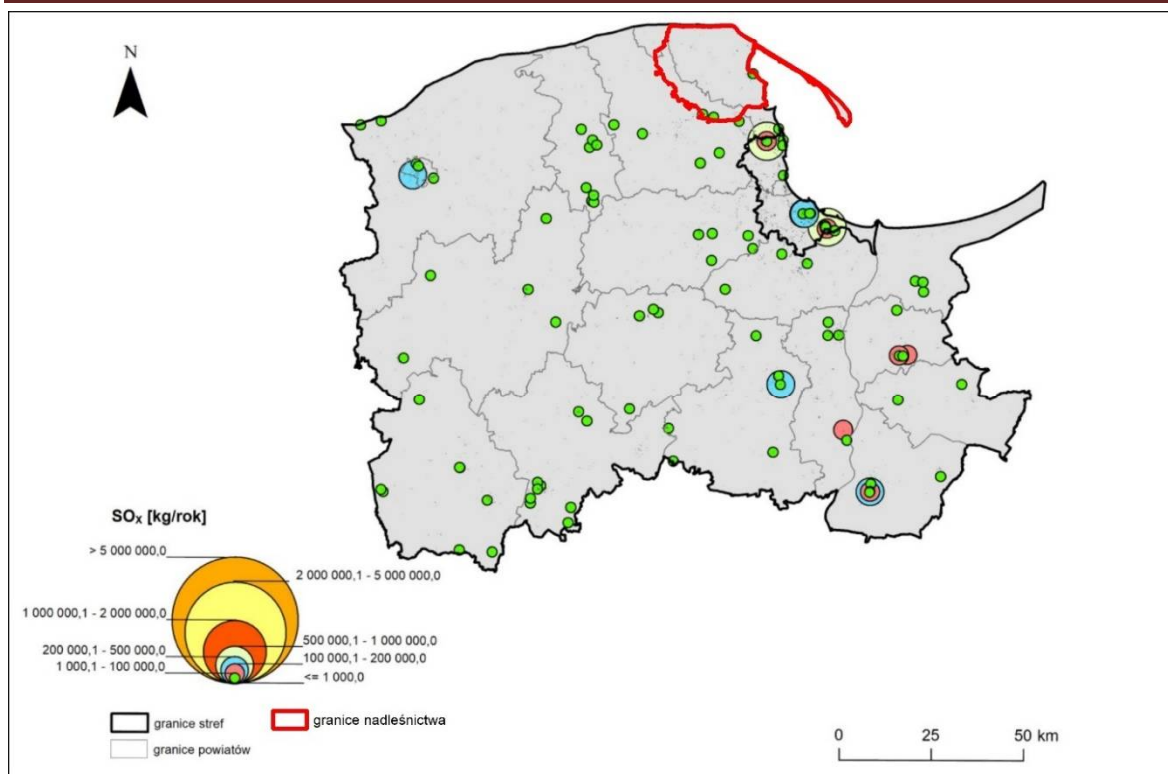 N
SOx [kg/rok]
> 5 000 000,0
2 000 000,1 - 5 000 000,0
1 000 000,1 - 2 000 000,0
500 000,1 - 1 000 000,0
200 000,1 - 500 000,0
100 000,1 - 200 000,0
1 000,1 - 100 000,0
<= 1 000,0
granice stref
granice nadleśnictwa
granice powiatów
0 25 50 km